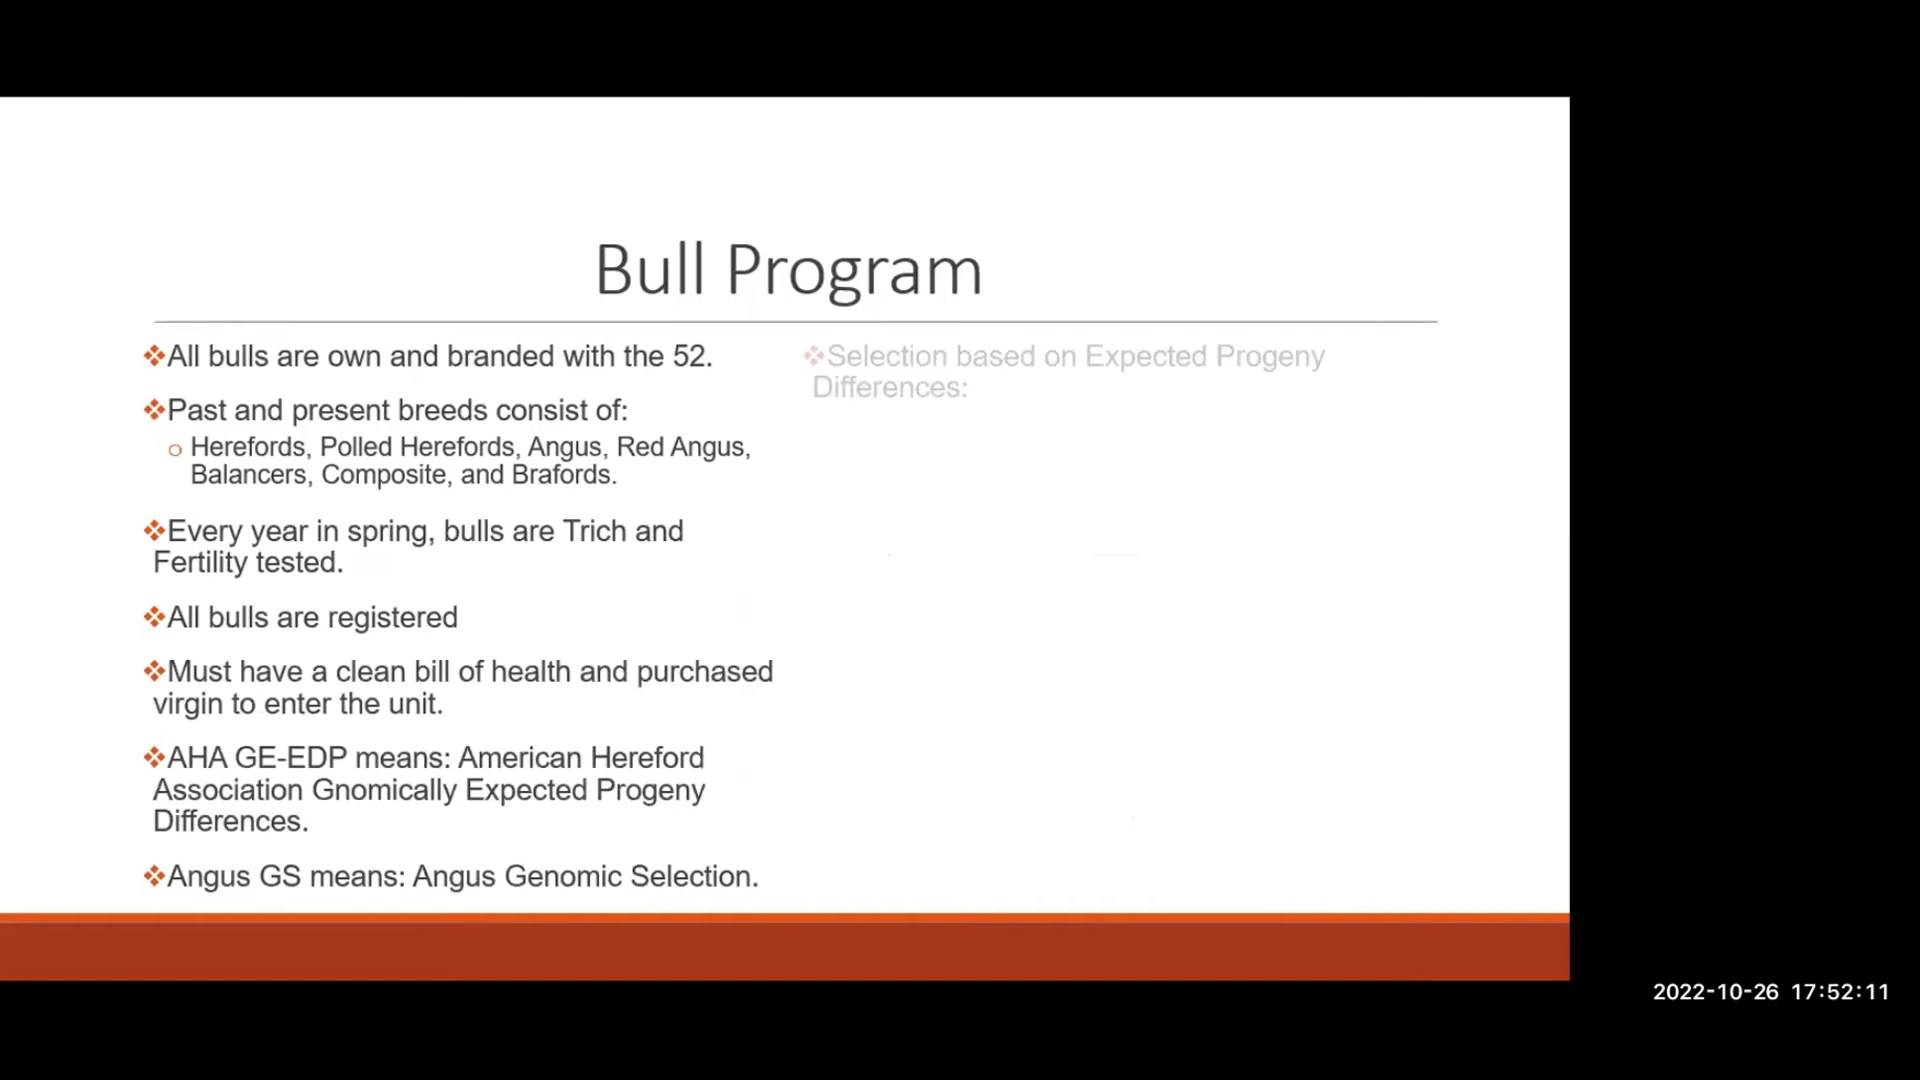 Bull Program
❖All bulls are own and branded with the 52.
❖Past and present breeds consist of:
o Herefords, Polled Herefords, Angus, Red Angus,
Balancers, Composite, and Brafords.
❖Every year in spring, bulls are Trich and
Fertility tested.
❖All bulls are registered
❖Must have a clean bill of health and purchased
virgin to enter the unit.
❖AHA GE-EDP means: American Hereford
Association Gnomically Expected Progeny
Differences.
❖Angus GS means: Angus Genomic Selection.
❖Selection based on Expected Progeny
Differences:
2022-10-26 17:52:11